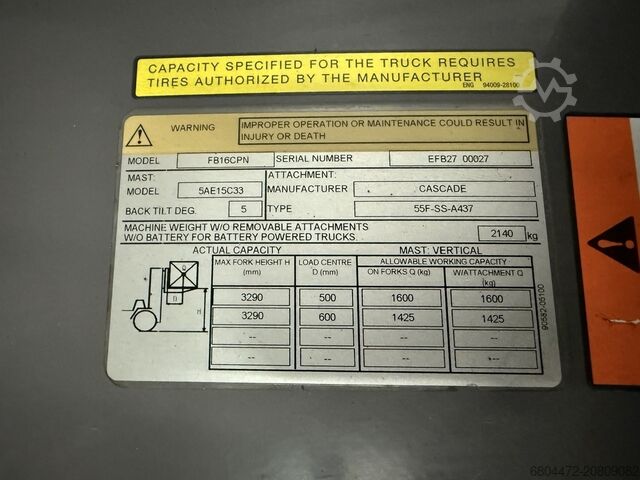 CAPACITY SPECIFIED FOR THE TRUCK REQUIRES
TIRES AUTHORIZED BY THE MANUFACTURER
ENG 94009-28100
WARNING
IMPROPER OPERATION OR MAINTENANCE COULD RESULT IN
INJURY OR DEATH
MODEL FB16CPN SERIAL NUMBER EFB27 00027
MAST: ATTACHMENT:
MODEL 5AE15C33 MANUFACTURER CASCADE
BACK TILT DEG. 5 TYPE 55F-SS-A437
MACHINE WEIGHT W/O REMOVABLE ATTACHMENTS
W/O BATTERY FOR BATTERY POWERED TRUCKS. 2140 kg
ACTUAL CAPACITY MAST: VERTICAL
MAX FORK HEIGHT H (mm) LOAD CENTRE D (mm) ALLOWABLE WORKING CAPACITY
ON FORKS Q (kg) W/ATTACHMENT Q (kg)
3290 500 1600 1600
3290 600 1425 1425
-- -- -- --
-- -- -- --
D
H
90582-05100
6804472-20809082